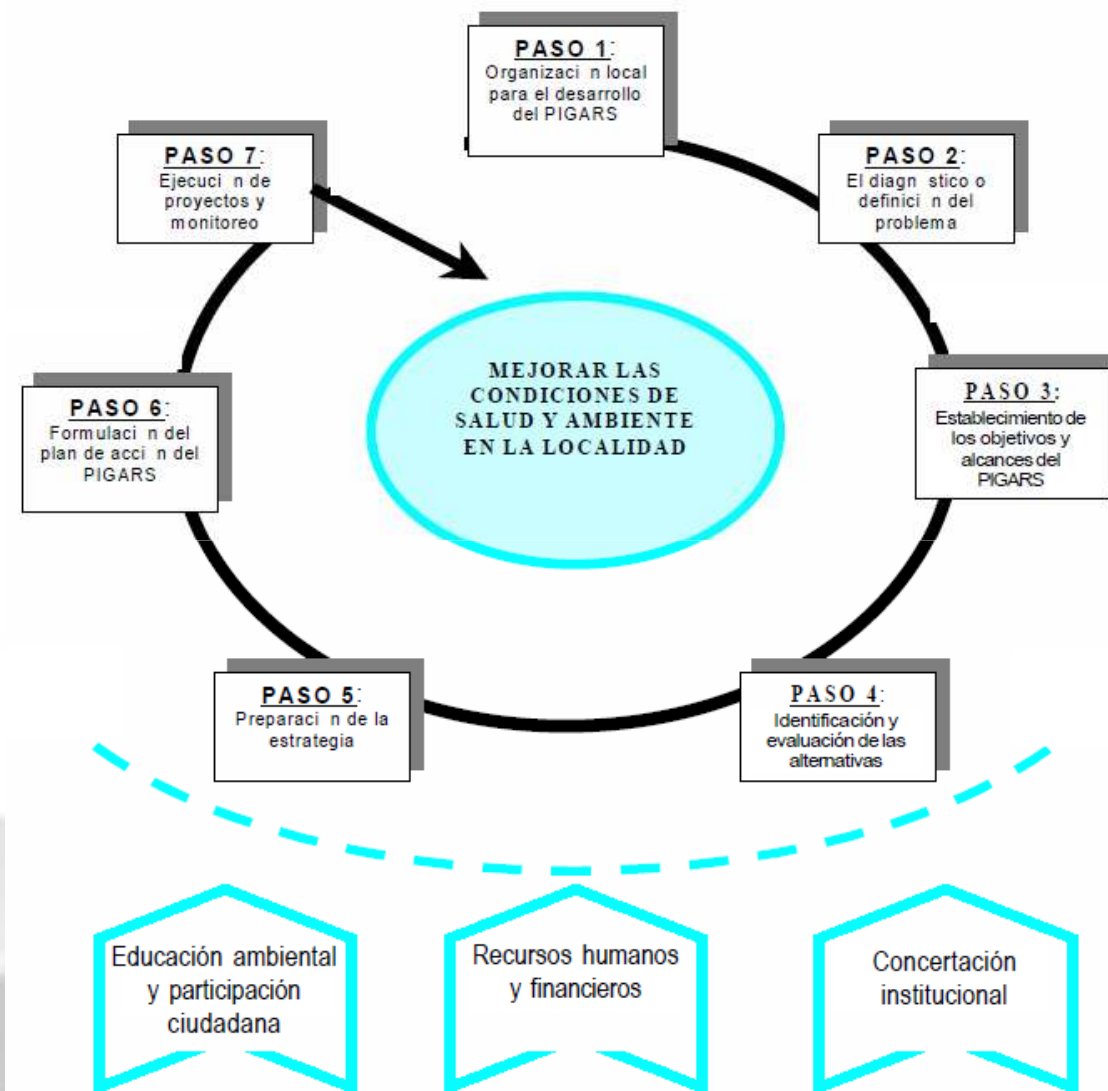 PASO 1:
Organizaci n local
para el desarrollo
del PIGARS
PASO 2:
El diagn stico o
definici n del
problema
PASO 3:
Establecimiento de
los objetivos y
alcances del
PIGARS
PASO 4:
Identificación y
evaluación de las
alternativas
PASO 5:
Preparaci n de la
estrategia
PASO 6:
Formulaci n del
plan de acci n del
PIGARS
PASO 7:
Ejecuci n de
proyectos y
monitoreo
MEJORAR LAS
CONDICIONES DE
SALUD Y AMBIENTE
EN LA LOCALIDAD
Educación ambiental
y participación
ciudadana
Recursos humanos
y financieros
Concertación
institucional